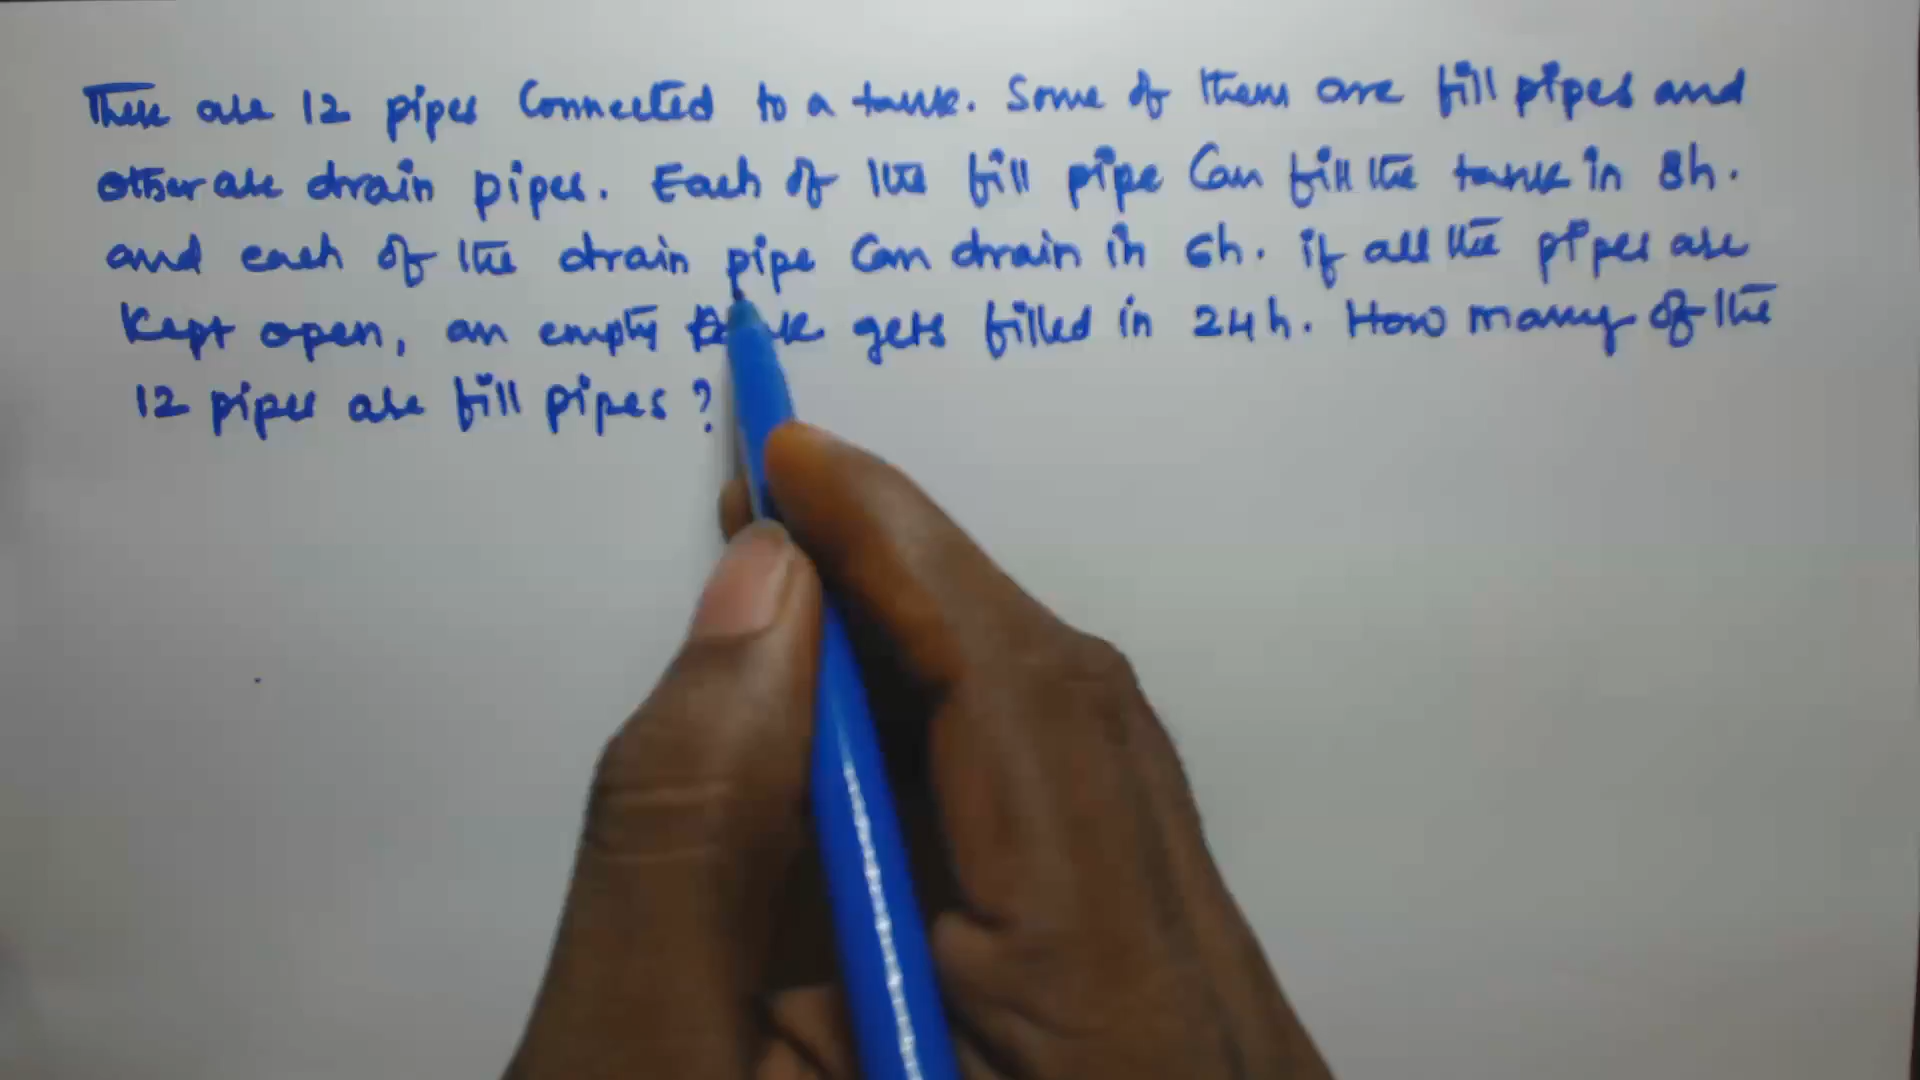 There are 12 pipes Connected to a tank. Some of them are fill pipes and
other are drain pipes. Each of the fill pipe Can fill the tank in 8h.
and each of the drain pipe Can drain in 6h. if all the pipes are
Kept open, an empty tank gets filled in 24h. How many of the
12 pipes are fill pipes?